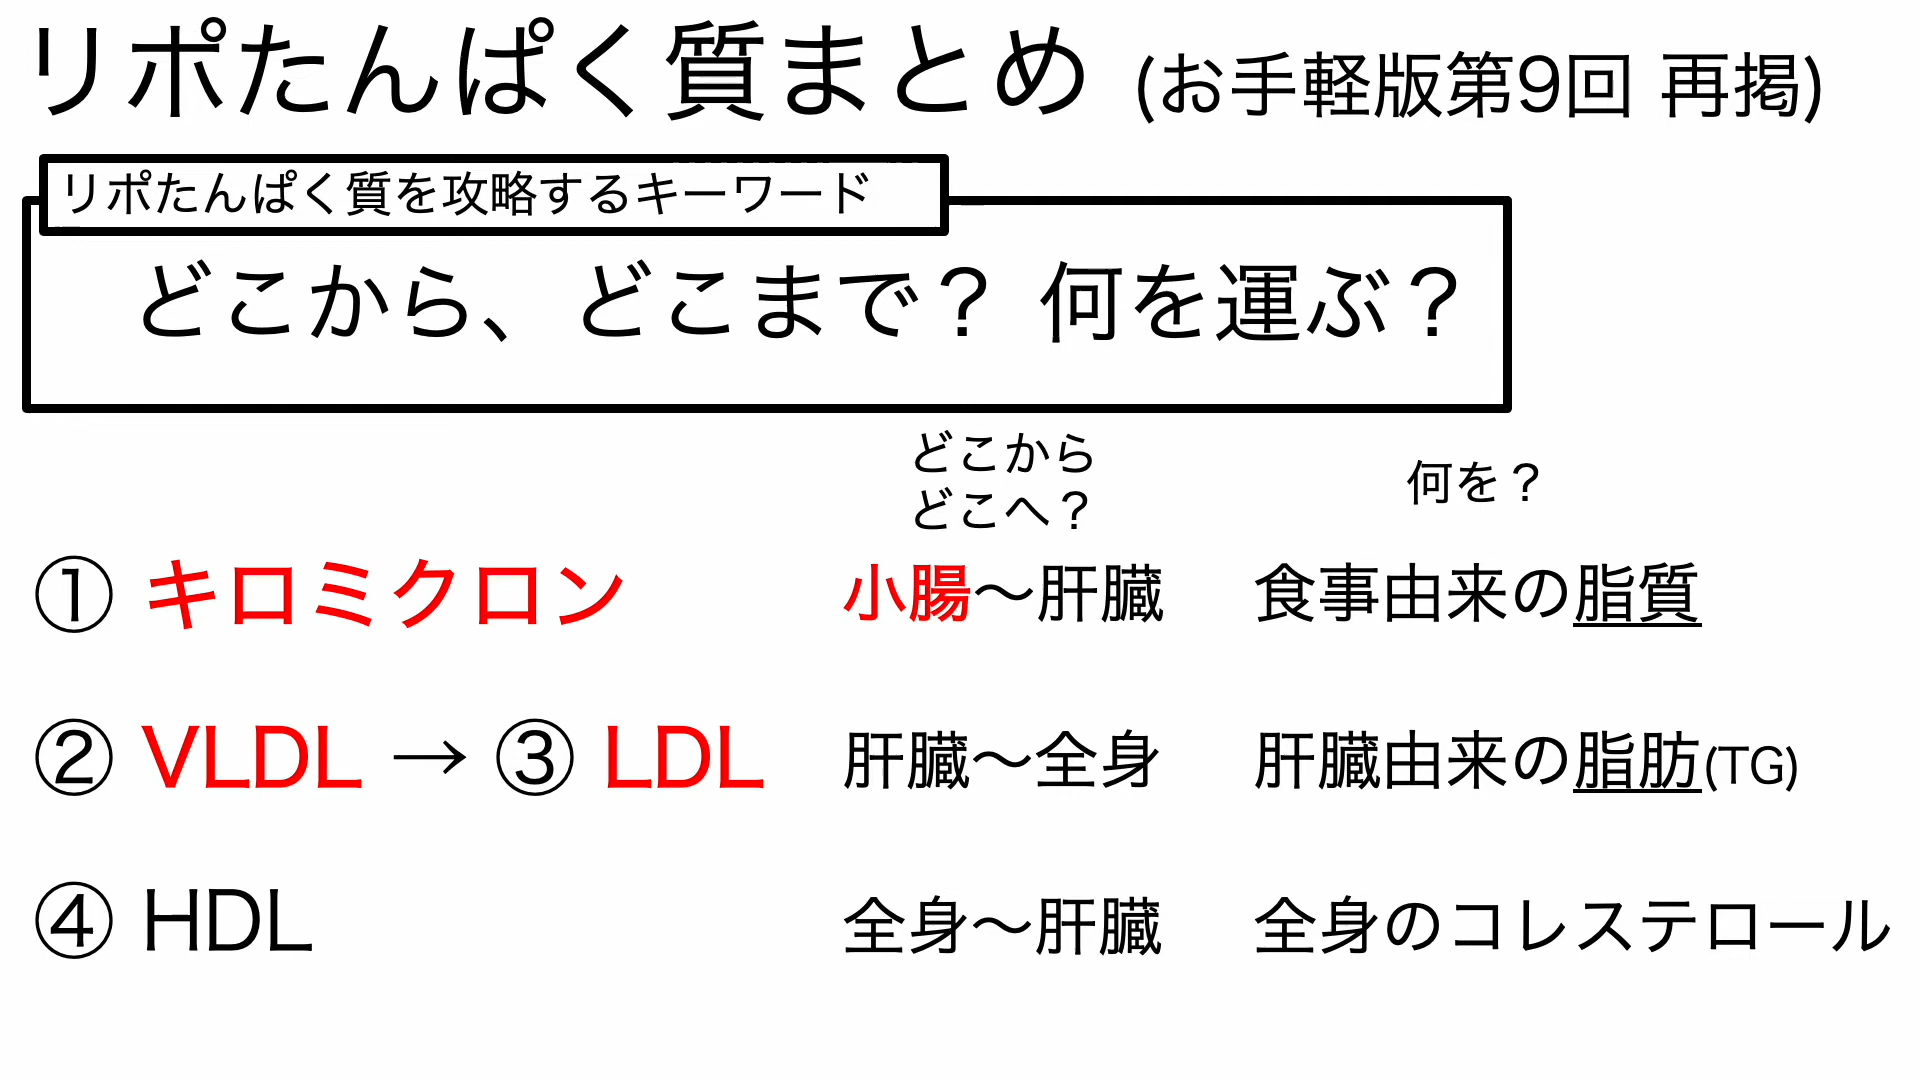 リポたんぱく質まとめ (お手軽版第9回 再掲)
リポたんぱく質を攻略するキーワード
どこから、どこまで？ 何を運ぶ？
どこから
どこへ？
何を？
① キロミクロン 小腸〜肝臓 食事由来の脂質
② VLDL → ③ LDL 肝臓〜全身 肝臓由来の脂肪(TG)
④ HDL 全身〜肝臓 全身のコレステロール